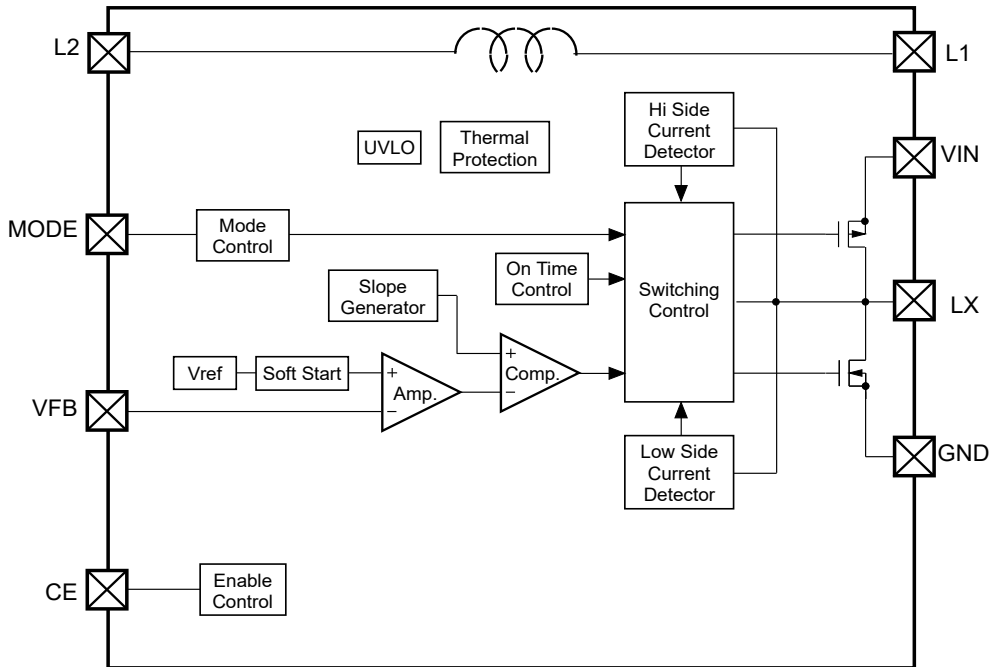 L2
L1
Hi Side
Current
Detector
UVLO
Thermal
Protection
VIN
MODE
Mode
Control
On Time
Control
Switching
Control
Slope
Generator
LX
Vref
Soft Start
+
−
Amp.
+
−
Comp.
VFB
Low Side
Current
Detector
GND
CE
Enable
Control